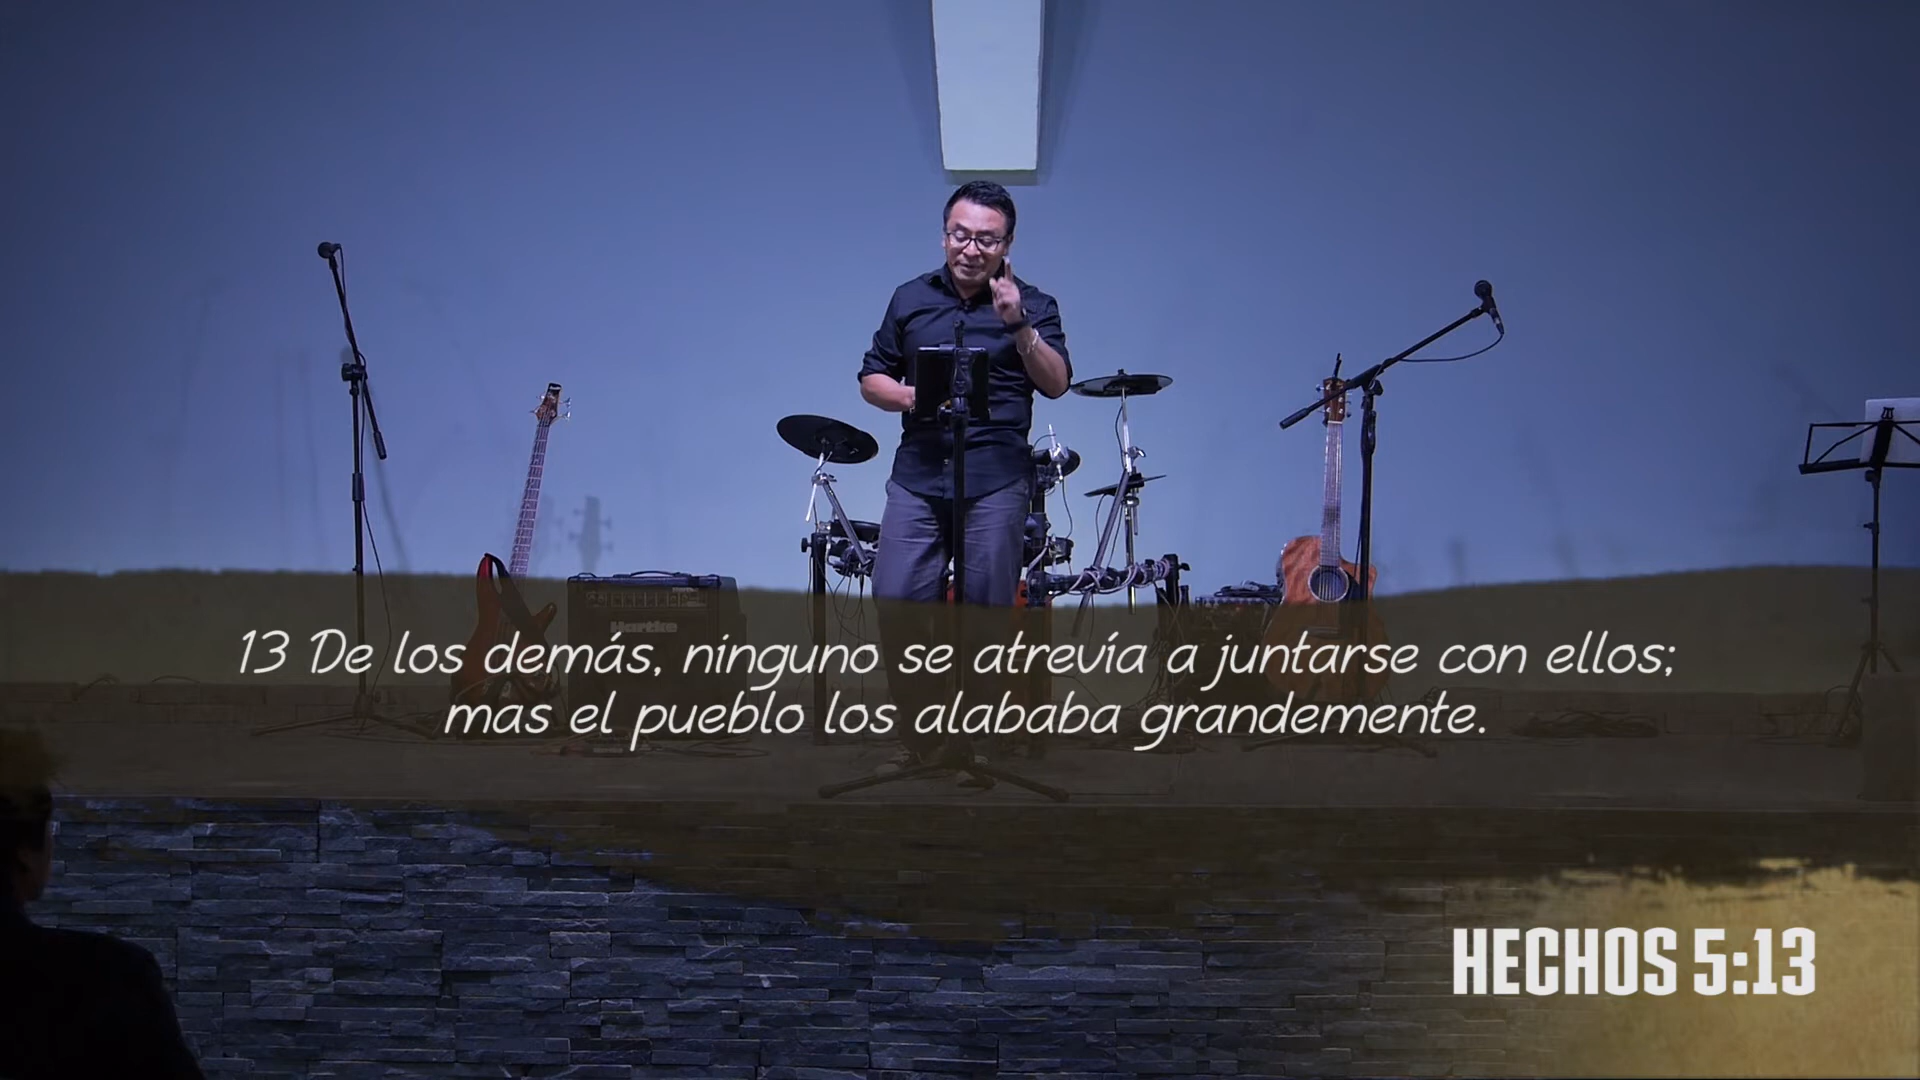 Hartke
13 De los demás, ninguno se atrevía a juntarse con ellos;
mas el pueblo los alababa grandemente.
HECHOS 5:13